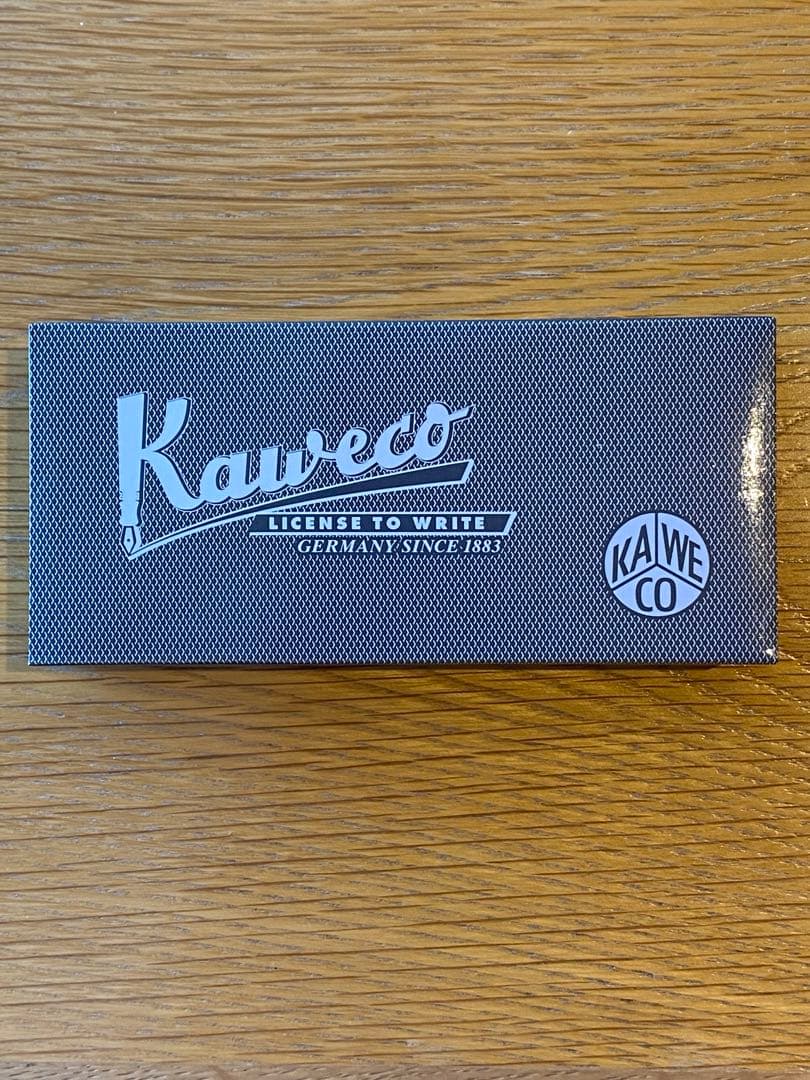 Kaweco
LICENSE TO WRITE
GERMANY SINCE 1883
KA WE
CO